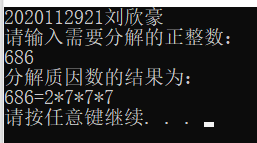 2020112921刘欣豪
请输入需要分解的正整数：
686
分解质因数的结果为：
686=2*7*7*7
请按任意键继续. . .